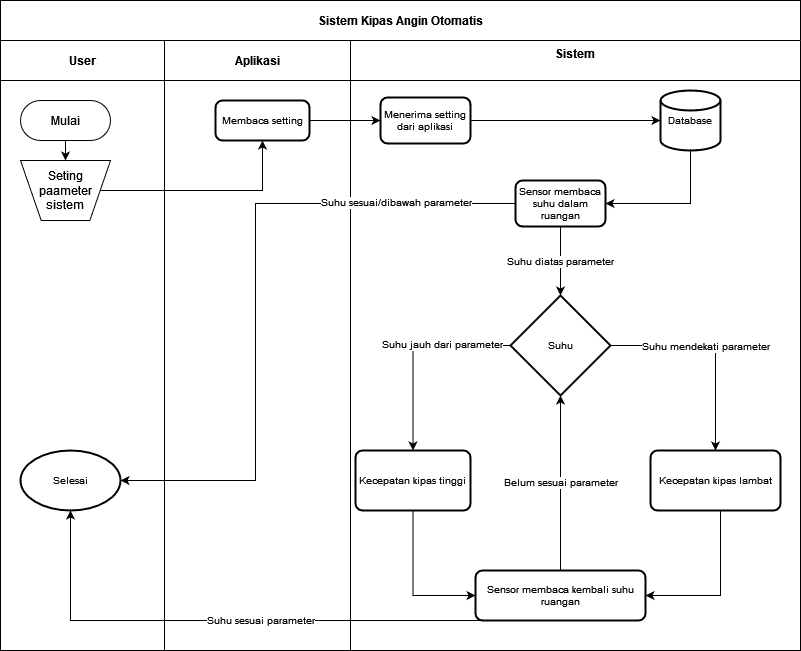 Sistem Kipas Angin Otomatis
User
Aplikasi
Sistem
Mulai
Membaca setting
Menerima setting
dari aplikasi
Database
Seting
paameter
sistem
Sensor membaca
suhu dalam
ruangan
Suhu sesuai/dibawah parameter
Suhu diatas parameter
Suhu jauh dari parameter
Suhu
Suhu mendekati parameter
Selesai
Kecepatan kipas tinggi
Belum sesuai parameter
Kecepatan kipas lambat
Sensor membaca kembali suhu
ruangan
Suhu sesuai parameter